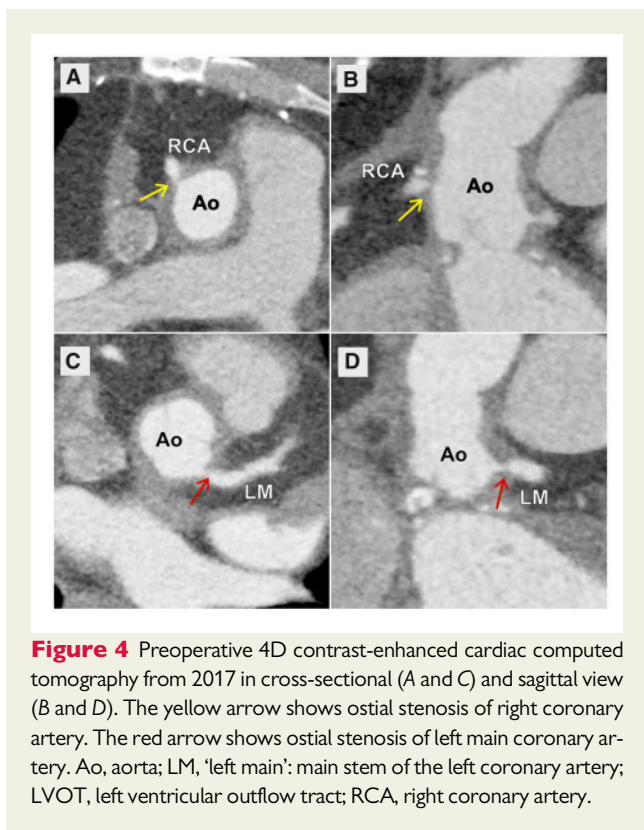 A
RCA
Ao
B
RCA
Ao
C
Ao
LM
D
Ao
LM
Figure 4 Preoperative 4D contrast-enhanced cardiac computed
tomography from 2017 in cross-sectional (A and C) and sagittal view
(B and D). The yellow arrow shows ostial stenosis of right coronary
artery. The red arrow shows ostial stenosis of left main coronary ar-
tery. Ao, aorta; LM, ‘left main’: main stem of the left coronary artery;
LVOT, left ventricular outflow tract; RCA, right coronary artery.